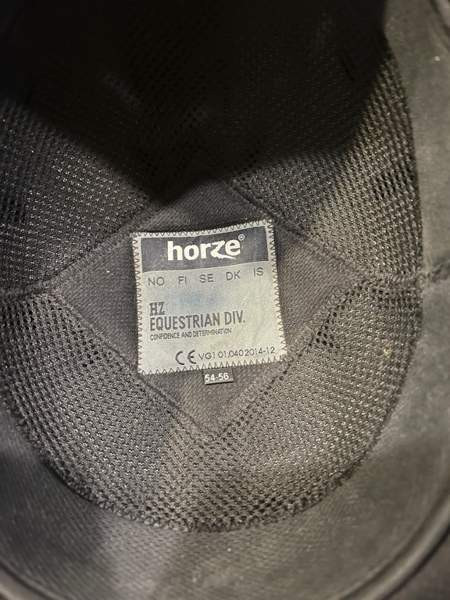 horze®
NO FI SE DK IS
HZ
EQUESTRIAN DIV.
CONFIDENCE AND DETERMINATION
CE VG1 01.040 2014-12
54-56